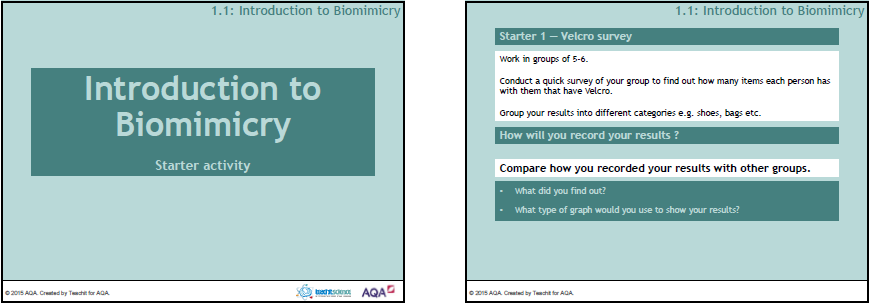 1.1: Introduction to Biomimicry
Introduction to
Biomimicry
Starter activity
© 2015 AQA. Created by Teachit for AQA.
teachit science
AQA
1.1: Introduction to Biomimicry
Starter 1 — Velcro survey
Work in groups of 5-6.
Conduct a quick survey of your group to find out how many items each person has
with them that have Velcro.
Group your results into different categories e.g. shoes, bags etc.
How will you record your results ?
Compare how you recorded your results with other groups.
- What did you find out?
- What type of graph would you use to show your results?
© 2015 AQA. Created by Teachit for AQA.